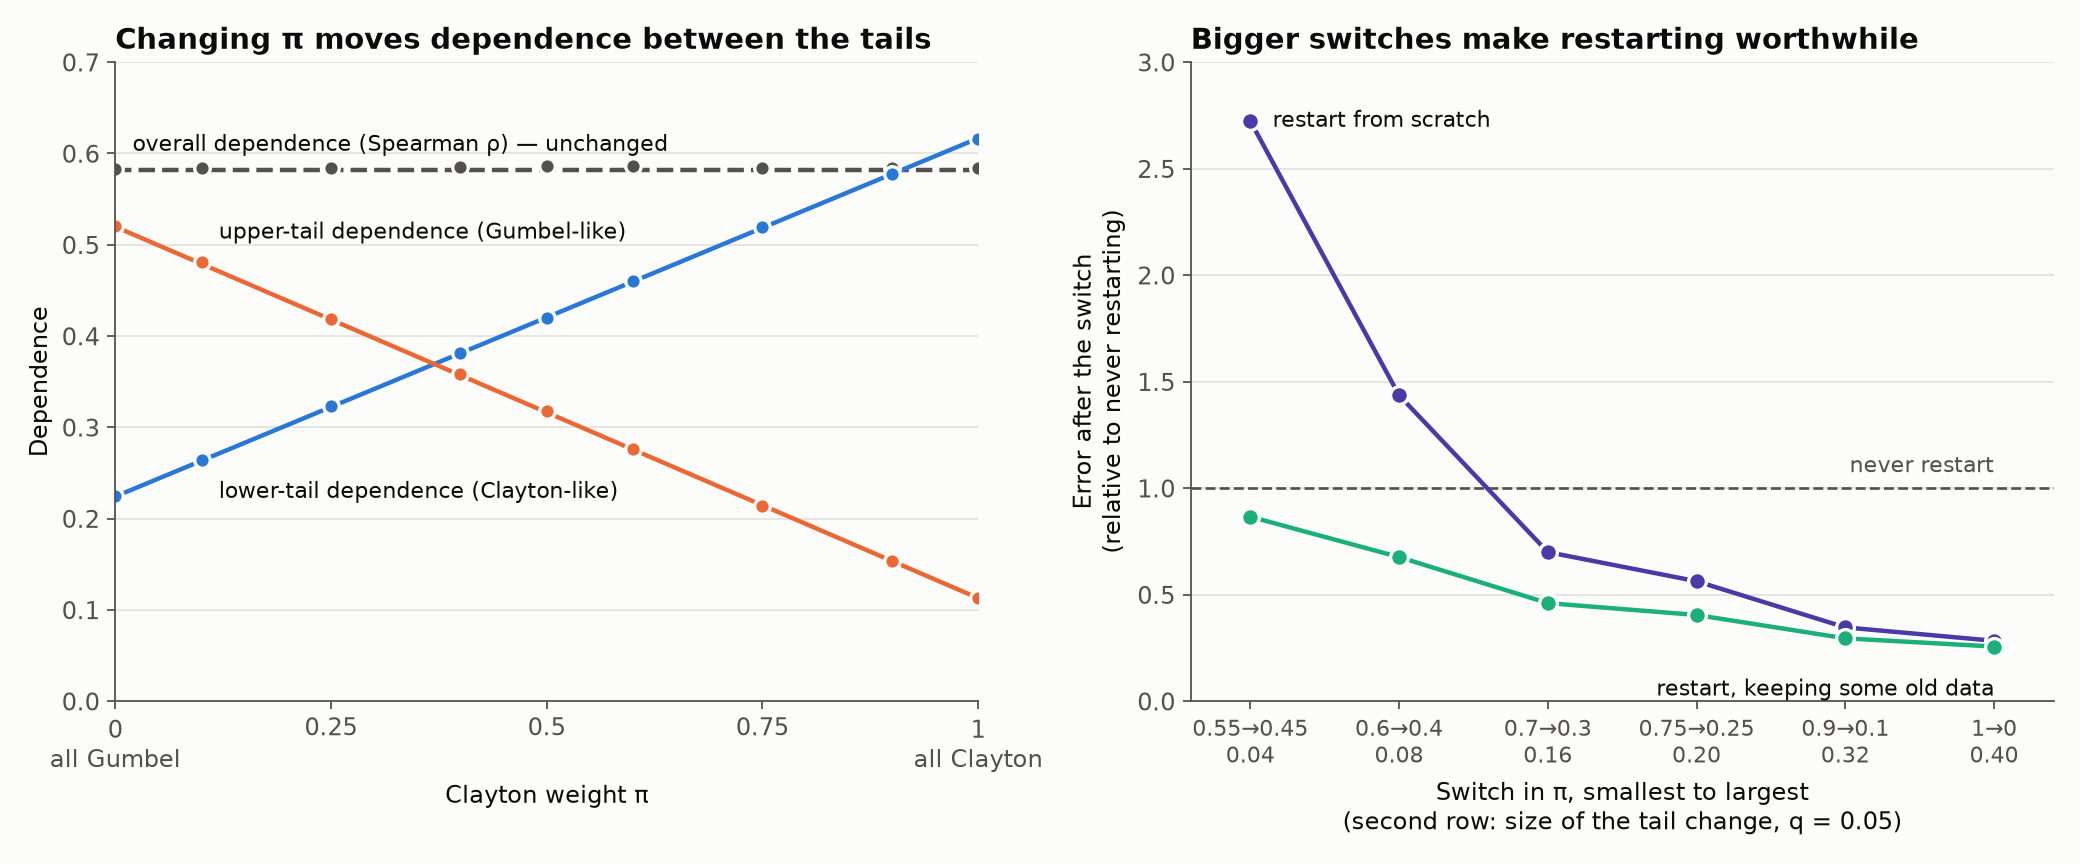 Changing π moves dependence between the tails
0.7
0.6
0.5
0.4
0.3
0.2
0.1
0.0
Dependence
overall dependence (Spearman ρ) — unchanged
upper-tail dependence (Gumbel-like)
lower-tail dependence (Clayton-like)
0
0.25
0.5
0.75
1
all Gumbel
all Clayton
Clayton weight π
Bigger switches make restarting worthwhile
3.0
2.5
2.0
1.5
1.0
0.5
0.0
Error after the switch
(relative to never restarting)
restart from scratch
never restart
restart, keeping some old data
0.55→0.45
0.04
0.6→0.4
0.08
0.7→0.3
0.16
0.75→0.25
0.20
0.9→0.1
0.32
1→0
0.40
Switch in π, smallest to largest
(second row: size of the tail change, q = 0.05)